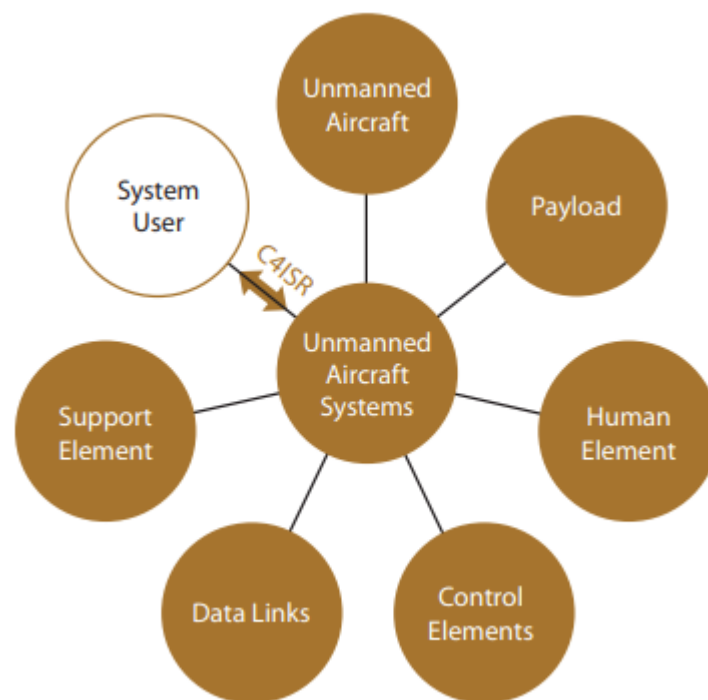 Unmanned
Aircraft
System
User
Payload
C4ISR
Unmanned
Aircraft
Systems
Support
Element
Human
Element
Data Links
Control
Elements